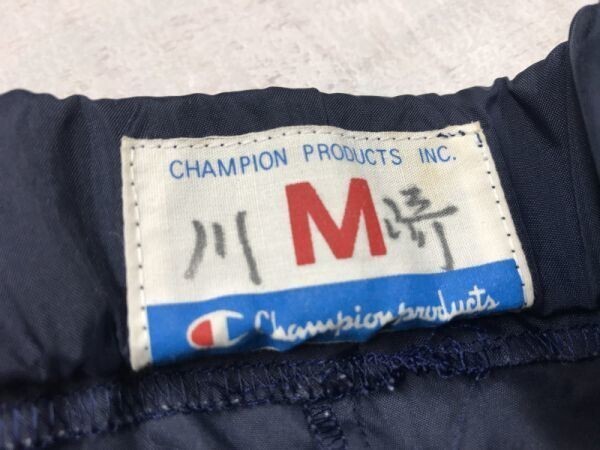 CHAMPION PRODUCTS INC.
川 M 崎
Champion products